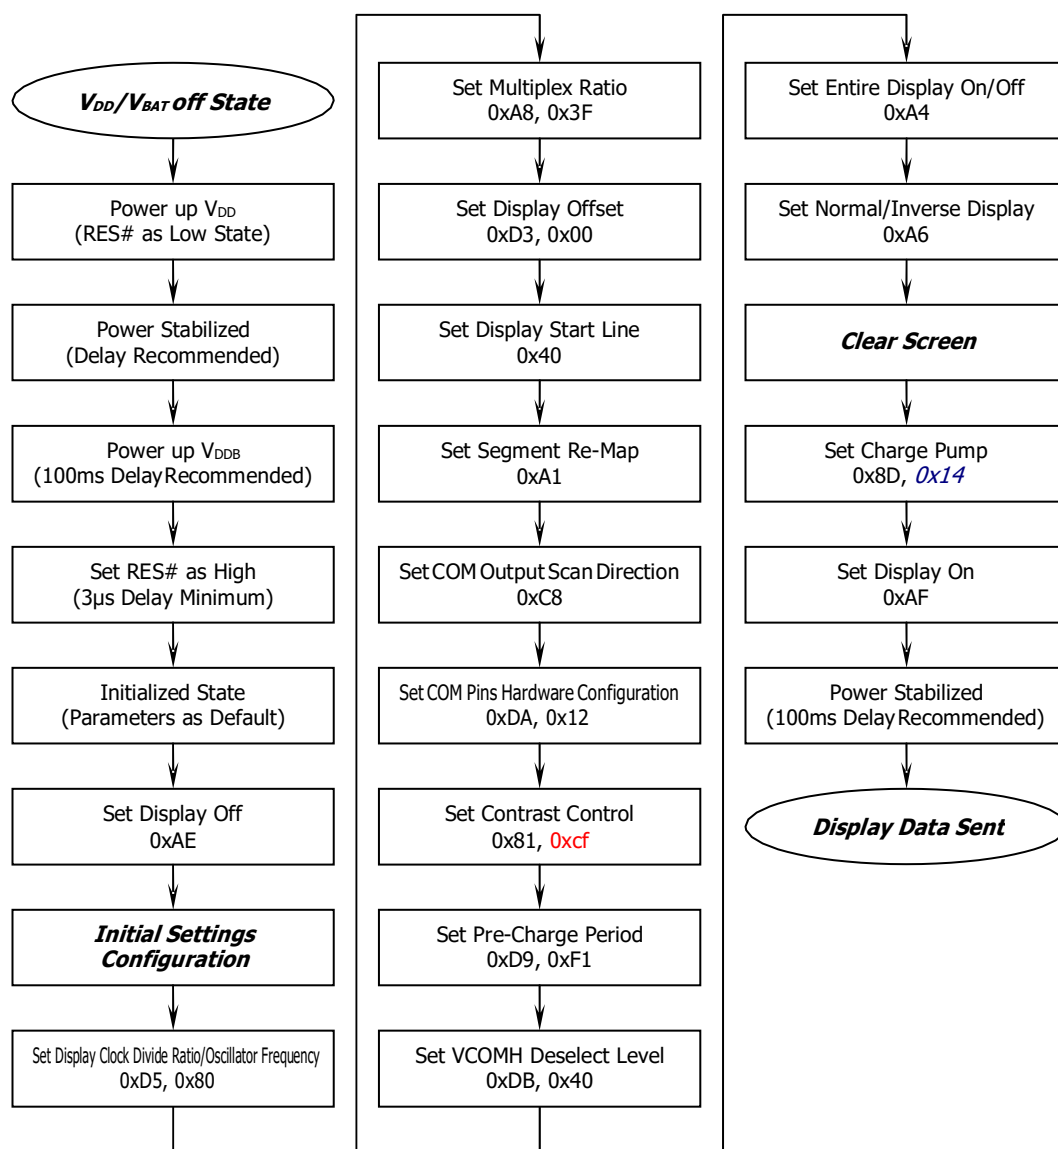 V_DD/V_BAT off State
Power up V_DD
(RES# as Low State)
Power Stabilized
(Delay Recommended)
Power up V_DDB
(100ms Delay Recommended)
Set RES# as High
(3μs Delay Minimum)
Initialized State
(Parameters as Default)
Set Display Off
0xAE
Initial Settings
Configuration
Set Display Clock Divide Ratio/Oscillator Frequency
0xD5, 0x80
Set Multiplex Ratio
0xA8, 0x3F
Set Display Offset
0xD3, 0x00
Set Display Start Line
0x40
Set Segment Re-Map
0xA1
Set COM Output Scan Direction
0xC8
Set COM Pins Hardware Configuration
0xDA, 0x12
Set Contrast Control
0x81, 0xcf
Set Pre-Charge Period
0xD9, 0xF1
Set VCOMH Deselect Level
0xDB, 0x40
Set Entire Display On/Off
0xA4
Set Normal/Inverse Display
0xA6
Clear Screen
Set Charge Pump
0x8D, 0x14
Set Display On
0xAF
Power Stabilized
(100ms Delay Recommended)
Display Data Sent